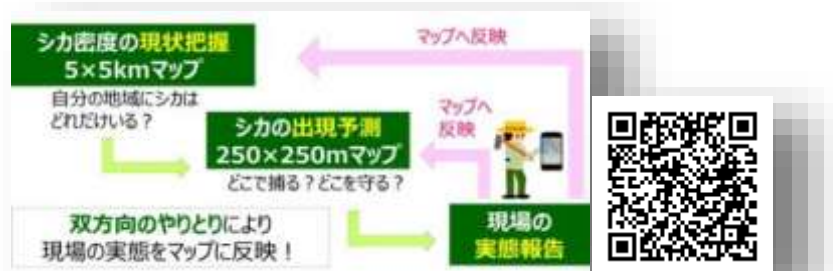 シカ密度の現状把握
5×5kmマップ
自分の地域にシカは
どれだけいる？
マップへ反映
シカの出現予測
250×250mマップ
どこで捕る？どこを守る？
マップへ
反映
双方向のやりとりにより
現場の実態をマップに反映！
現場の
実態報告